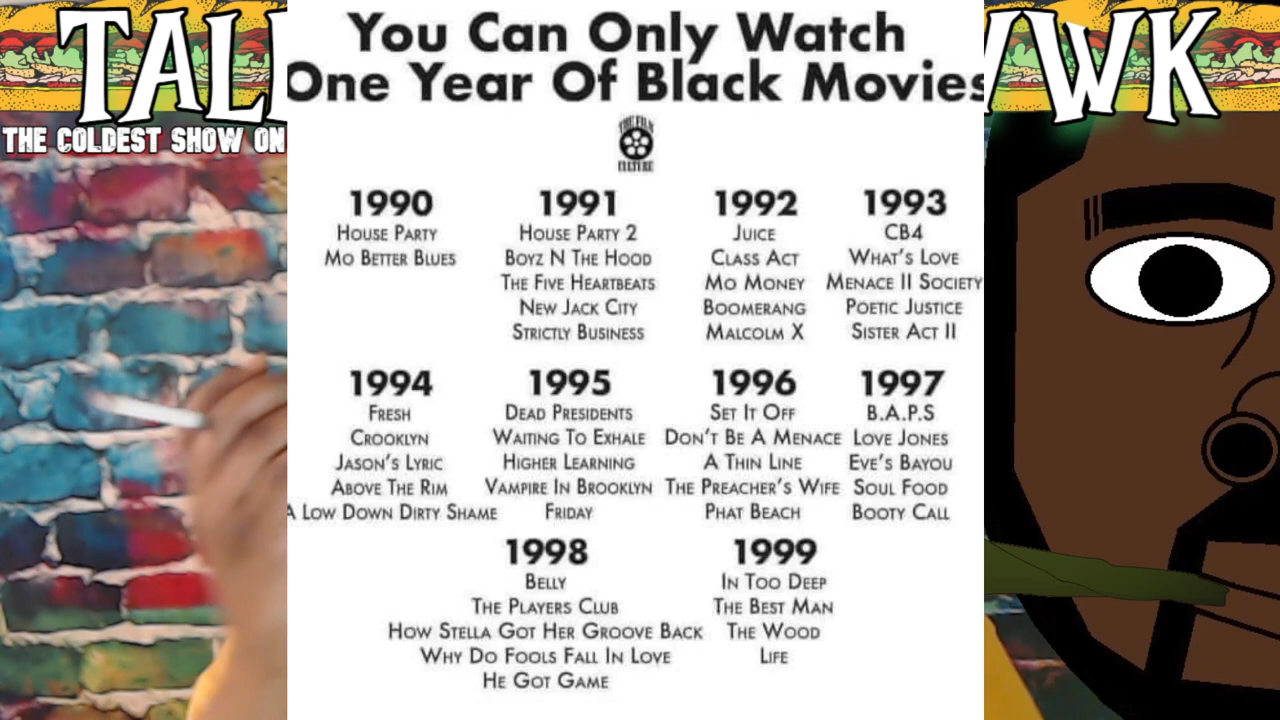 TAL
WK
THE COLDEST SHOW ON
You Can Only Watch
One Year Of Black Movies
THE FILM
CULTURE
1990
HOUSE PARTY
MO BETTER BLUES
1991
HOUSE PARTY 2
BOYZ N THE HOOD
THE FIVE HEARTBEATS
NEW JACK CITY
STRICTLY BUSINESS
1992
JUICE
CLASS ACT
MO MONEY
BOOMERANG
MALCOLM X
1993
CB4
WHAT'S LOVE
MENACE II SOCIETY
POETIC JUSTICE
SISTER ACT II
1994
FRESH
CROOKLYN
JASON'S LYRIC
ABOVE THE RIM
A LOW DOWN DIRTY SHAME
1995
DEAD PRESIDENTS
WAITING TO EXHALE
HIGHER LEARNING
VAMPIRE IN BROOKLYN
FRIDAY
1996
SET IT OFF
DON'T BE A MENACE
A THIN LINE
THE PREACHER'S WIFE
PHAT BEACH
1997
B.A.P.S
LOVE JONES
EVE'S BAYOU
SOUL FOOD
BOOTY CALL
1998
BELLY
THE PLAYERS CLUB
HOW STELLA GOT HER GROOVE BACK
WHY DO FOOLS FALL IN LOVE
HE GOT GAME
1999
IN TOO DEEP
THE BEST MAN
THE WOOD
LIFE